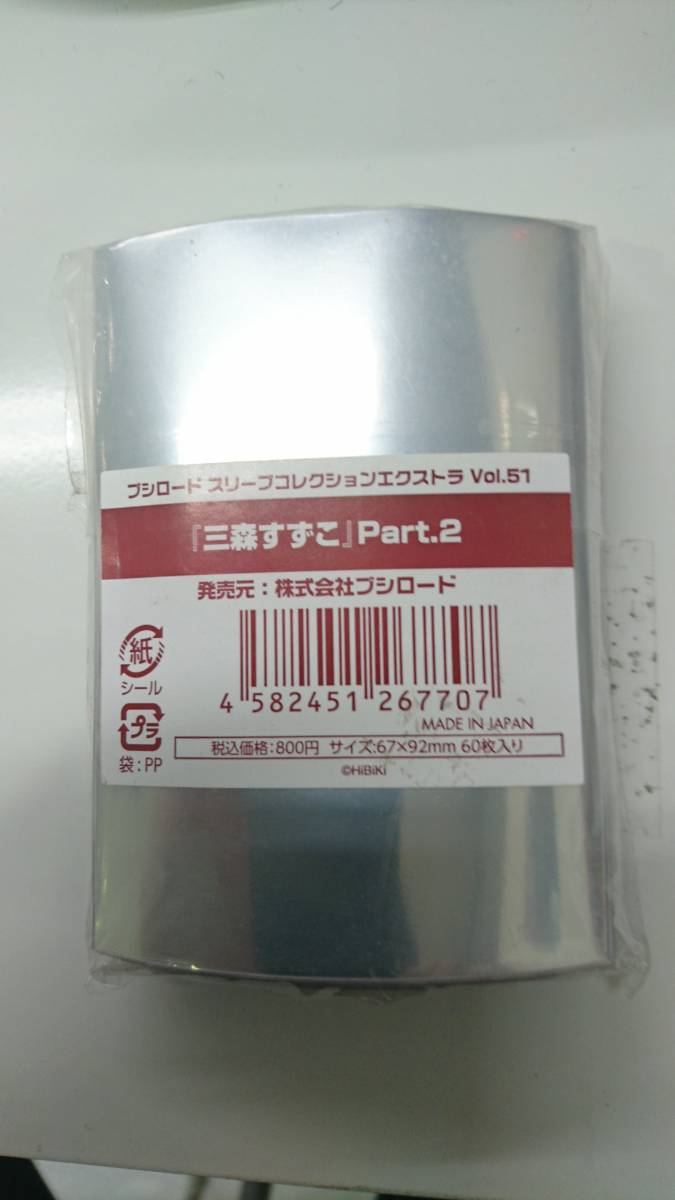 ブシロード スリーブコレクションエクストラ Vol.51
『三森すずこ』Part.2
発売元：株式会社ブシロード
紙
シール
プラ
袋：PP
4 582451 267707
MADE IN JAPAN
税込価格：800円 サイズ：67×92mm 60枚入り
©HiBiKi